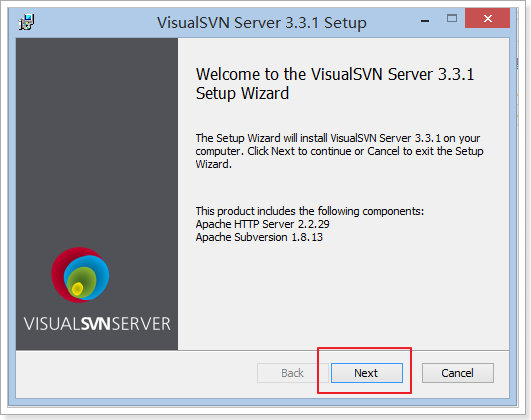 VisualSVN Server 3.3.1 Setup
Welcome to the VisualSVN Server 3.3.1
Setup Wizard
The Setup Wizard will install VisualSVN Server 3.3.1 on your
computer. Click Next to continue or Cancel to exit the Setup
Wizard.
This product includes the following components:
Apache HTTP Server 2.2.29
Apache Subversion 1.8.13
VISUALSVNSERVER
Back
Next
Cancel